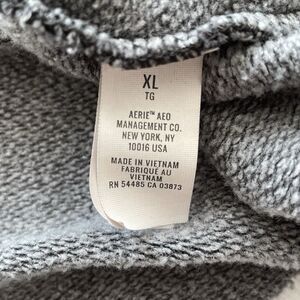 XL
TG
AERIE™ AEO
MANAGEMENT CO.
NEW YORK, NY
10016 USA
MADE IN VIETNAM
FABRIQUÉ AU
VIETNAM
RN 54485 CA 03873